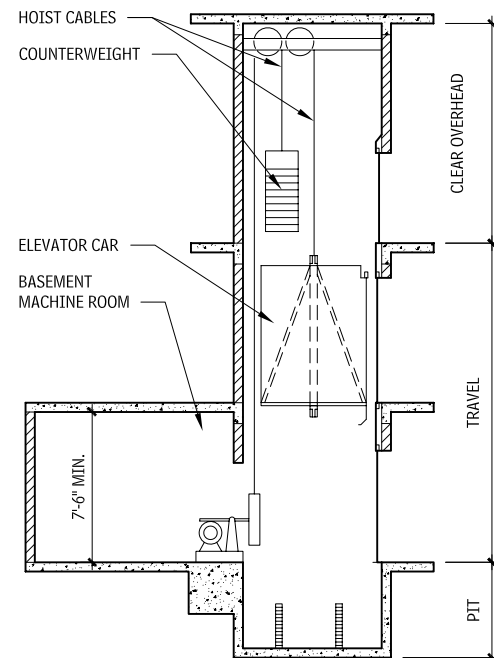 HOIST CABLES
COUNTERWEIGHT
CLEAR OVERHEAD
ELEVATOR CAR
BASEMENT
MACHINE ROOM
TRAVEL
7'-6" MIN.
PIT